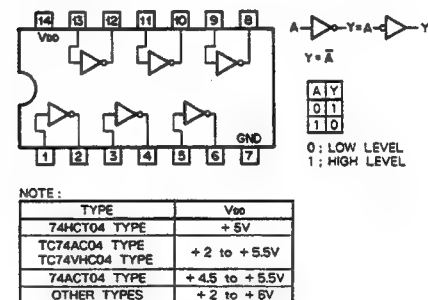 14 13 12 11 10 9 8
VDD
GND
1 2 3 4 5 6 7
A Y=A Y
Y=A̅
A Y
0 1
1 0
0 : LOW LEVEL
1 ; HIGH LEVEL
NOTE :
TYPE VDD
74HCT04 TYPE +5V
TC74AC04 TYPE
TC74VHC04 TYPE
+2 to +5.5V
74ACT04 TYPE +4.5 to +5.5V
OTHER TYPES +2 to +6V